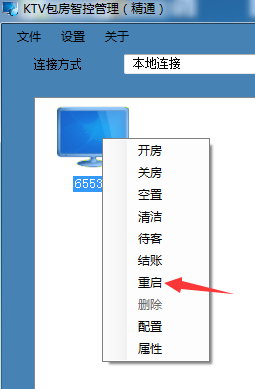 KTV包房智控管理（精通）
文件 设置 关于
连接方式 本地连接
6553
开房
关房
空置
清洁
待客
结账
重启
删除
配置
属性